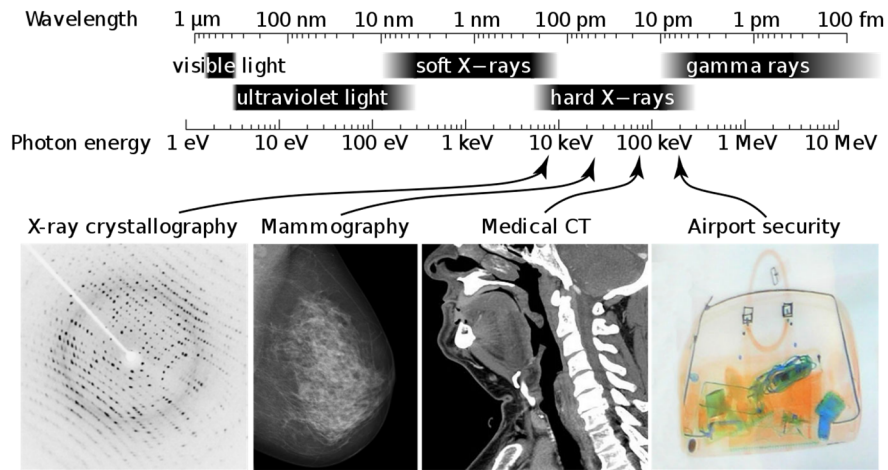 Wavelength 1 μm 100 nm 10 nm 1 nm 100 pm 10 pm 1 pm 100 fm
visible light soft X−rays gamma rays
ultraviolet light hard X−rays
Photon energy 1 eV 10 eV 100 eV 1 keV 10 keV 100 keV 1 MeV 10 MeV
X-ray crystallography Mammography Medical CT Airport security